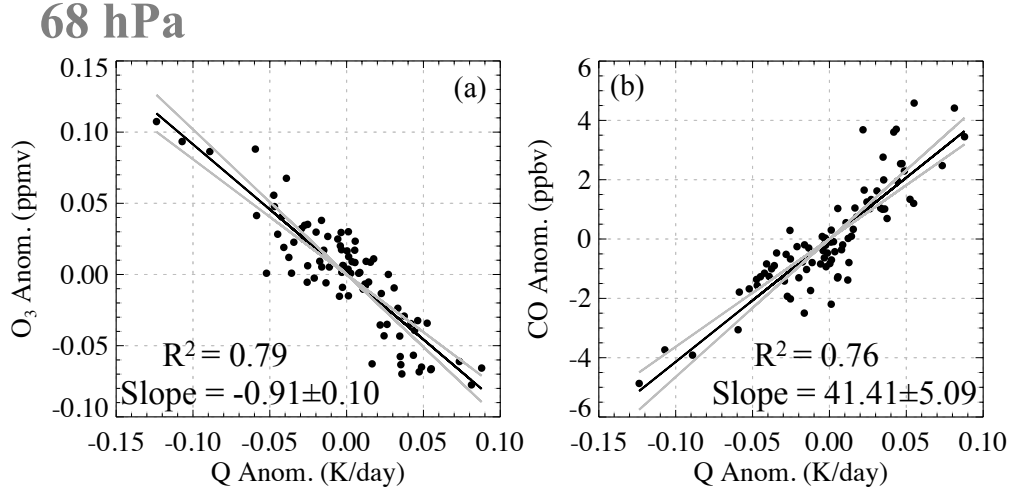 68 hPa
(a)
0.15
0.10
0.05
0.00
-0.05
-0.10
O3 Anom. (ppmv)
R2 = 0.79
Slope = -0.91±0.10
-0.15 -0.10 -0.05 0.00 0.05 0.10
Q Anom. (K/day)
(b)
6
4
2
0
-2
-4
-6
CO Anom. (ppbv)
R2 = 0.76
Slope = 41.41±5.09
-0.15 -0.10 -0.05 0.00 0.05 0.10
Q Anom. (K/day)